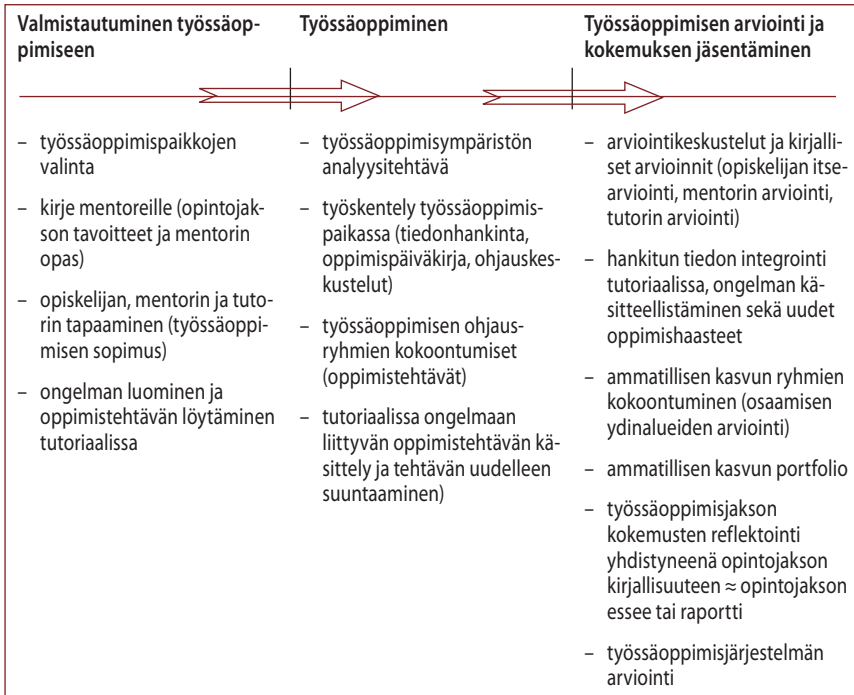 Valmistautuminen työssäop-
pimiseen
– työssäoppimispaikkojen
valinta
– kirje mentoreille (opintojak-
son tavoitteet ja mentorin
opas)
– opiskelijan, mentorin ja tuto-
rin tapaaminen (työssäoppi-
misen sopimus)
– ongelman luominen ja
oppimistehtävän löytäminen
tutoriaalissa
Työssäoppiminen
– työssäoppimisympäristön
analyysitehtävä
– työskentely työssäoppimis-
paikassa (tiedonhankinta,
oppimispäiväkirja, ohjauskes-
kustelut)
– työssäoppimisen ohjaus-
ryhmien kokoontumiset
(oppimistehtävät)
– tutoriaalissa ongelmaan
liittyvän oppimistehtävän kä-
sittely ja tehtävän uudelleen
suuntaaminen)
Työssäoppimisen arviointi ja
kokemuksen jäsentäminen
– arviointikeskustelut ja kirjalli-
set arvioinnit (opiskelijan itse-
arviointi, mentorin arviointi,
tutorin arviointi)
– hankitun tiedon integrointi
tutoriaalissa, ongelman kä-
sitteellistäminen sekä uudet
oppimishaasteet
– ammatillisen kasvun ryhmien
kokoontuminen (osaamisen
ydinalueiden arviointi)
– ammatillisen kasvun portfolio
– työssäoppimisjakson
kokemusten reflektointi
yhdistyneenä opintojakson
kirjallisuuteen ≈ opintojakson
essee tai raportti
– työssäoppimisjärjestelmän
arviointi